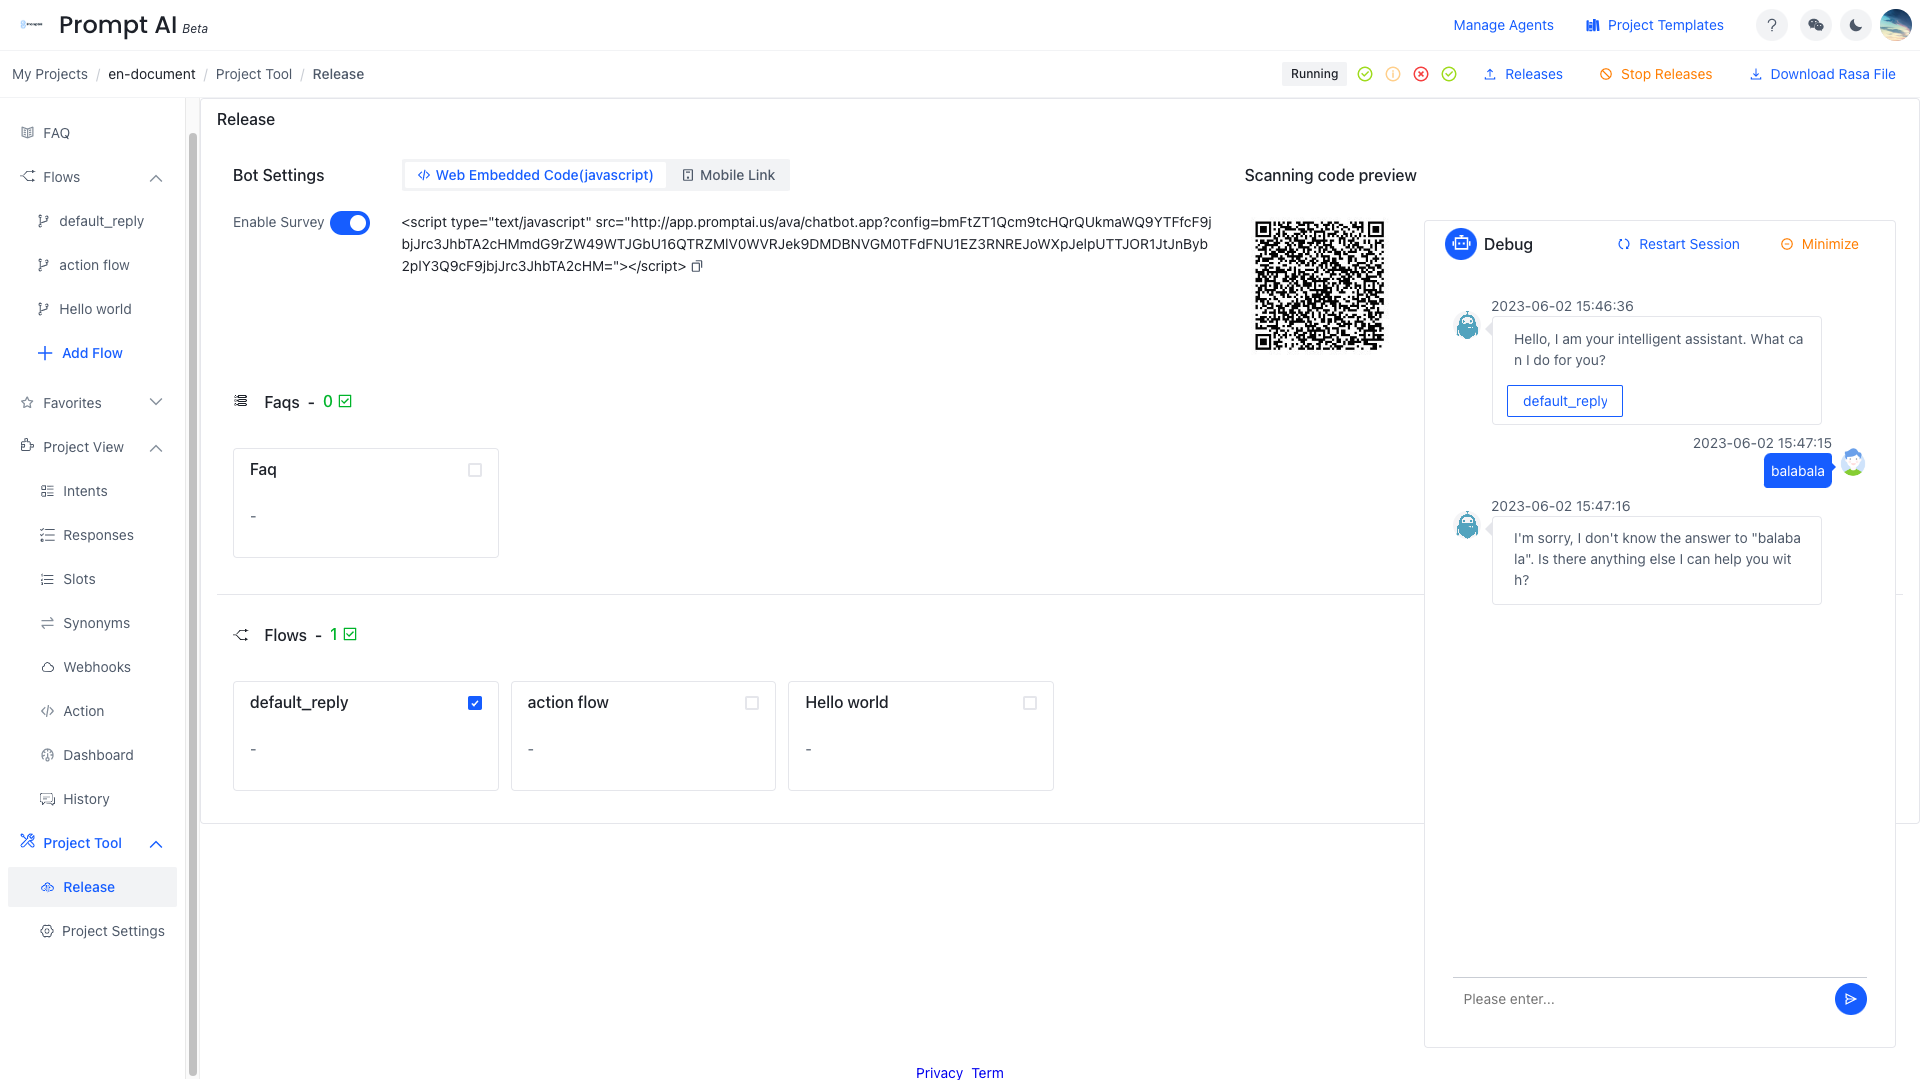 Prompt AI Beta
Manage Agents
Project Templates
?
My Projects / en-document / Project Tool / Release
Running
Releases
Stop Releases
Download Rasa File
FAQ
Flows
default_reply
action flow
Hello world
Add Flow
Favorites
Project View
Intents
Responses
Slots
Synonyms
Webhooks
Action
Dashboard
History
Project Tool
Release
Project Settings
Release
Bot Settings
Web Embedded Code(javascript)
Mobile Link
Scanning code preview
Enable Survey
<script type="text/javascript" src="http://app.promptai.us/ava/chatbot.app?config=bmFtZT1Qcm9tcHQrQUkmaWQ9YTFfcF9j
bjJrc3JhbTA2cHMmdG9rZW49WTJGbU16QTRZMlV0WVRJek9DMDBNVGM0TFdFNU1EZ3RNREJoWXpJelpUTTJOR1JtJnByb
2plY3Q9cF9jbjJrc3JhbTA2cHM="></script>
Faqs - 0
Faq
-
Flows - 1
default_reply
-
action flow
-
Hello world
-
Debug
Restart Session
Minimize
2023-06-02 15:46:36
Hello, I am your intelligent assistant. What ca
n I do for you?
default_reply
2023-06-02 15:47:15
balabala
2023-06-02 15:47:16
I'm sorry, I don't know the answer to "balaba
la". Is there anything else I can help you wit
h?
Please enter...
Privacy Term